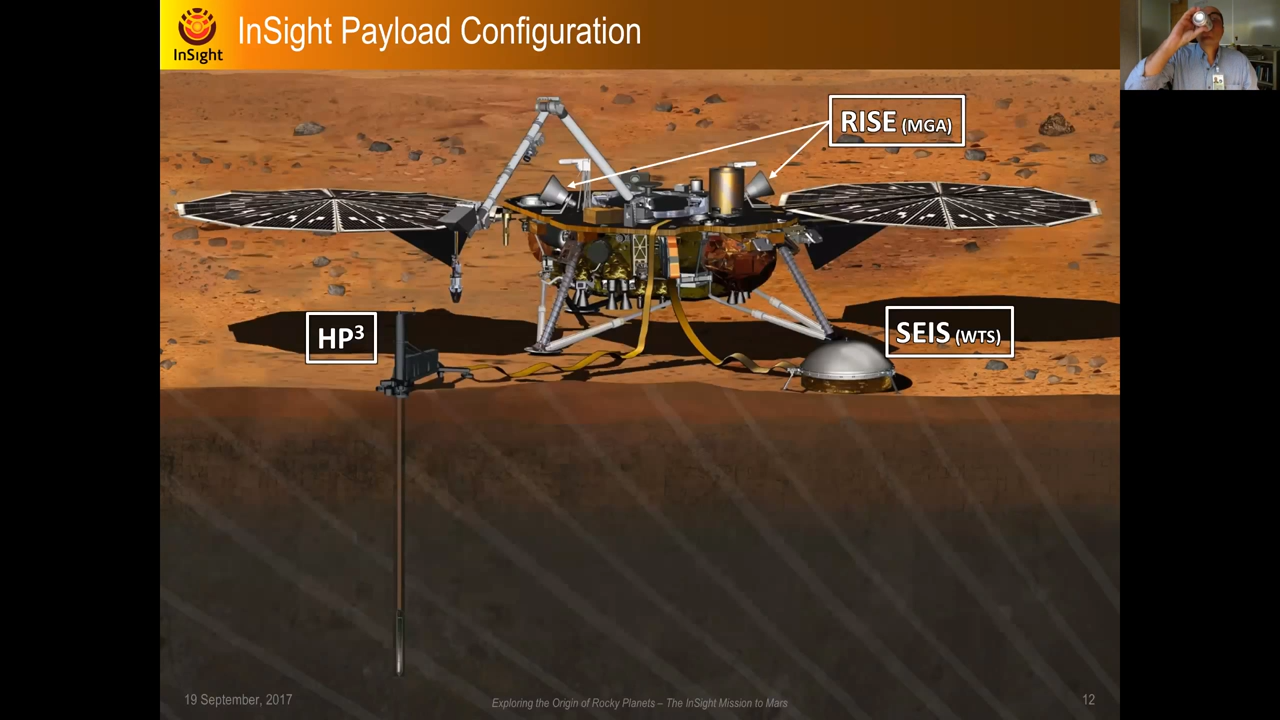 InSight
InSight Payload Configuration
RISE (MGA)
HP³
SEIS (WTS)
19 September, 2017
Exploring the Origin of Rocky Planets – The InSight Mission to Mars
12